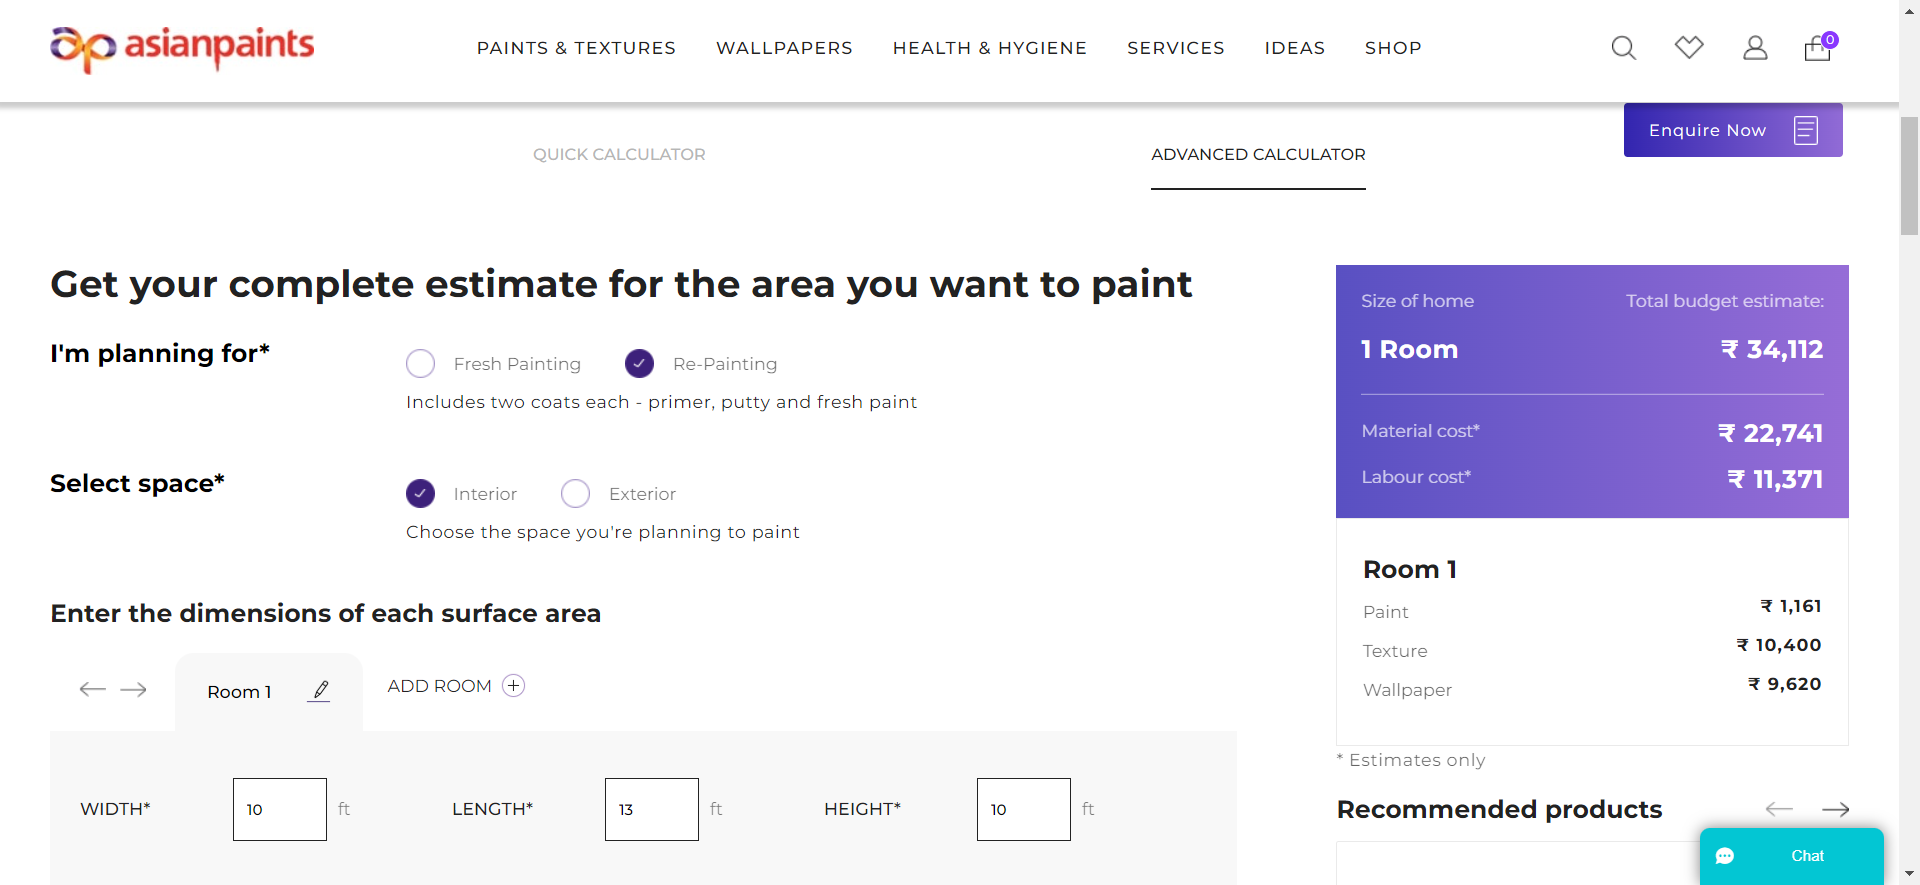 asianpaints
PAINTS & TEXTURES WALLPAPERS HEALTH & HYGIENE SERVICES IDEAS SHOP
0
Enquire Now
QUICK CALCULATOR
ADVANCED CALCULATOR
Get your complete estimate for the area you want to paint
I'm planning for*
Fresh Painting
Re-Painting
Includes two coats each - primer, putty and fresh paint
Select space*
Interior
Exterior
Choose the space you're planning to paint
Enter the dimensions of each surface area
Room 1
ADD ROOM
WIDTH* 10 ft LENGTH* 13 ft HEIGHT* 10 ft
Size of home Total budget estimate:
1 Room ₹ 34,112
Material cost* ₹ 22,741
Labour cost* ₹ 11,371
Room 1
Paint ₹ 1,161
Texture ₹ 10,400
Wallpaper ₹ 9,620
* Estimates only
Recommended products
Chat